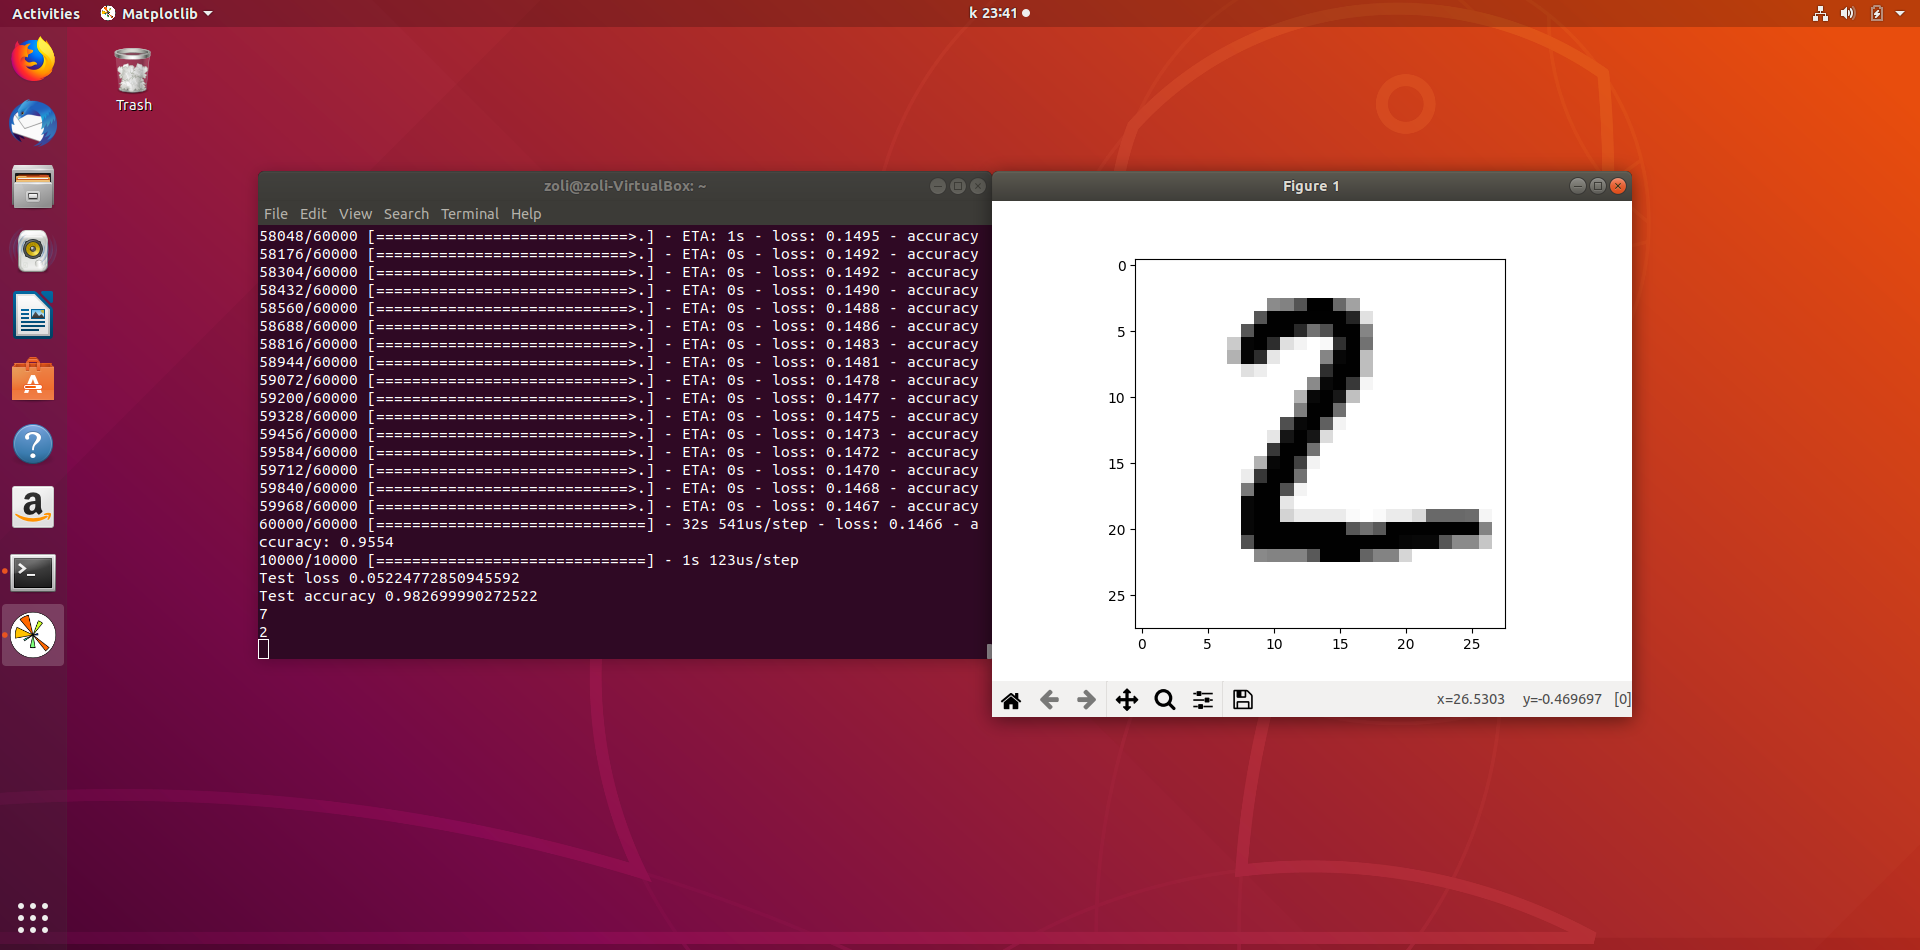 Activities Matplotlib k 23:41
Trash
zoli@zoli-VirtualBox: ~
File Edit View Search Terminal Help
58048/60000 [============================>.] - ETA: 1s - loss: 0.1495 - accuracy
58176/60000 [============================>.] - ETA: 0s - loss: 0.1492 - accuracy
58304/60000 [============================>.] - ETA: 0s - loss: 0.1492 - accuracy
58432/60000 [============================>.] - ETA: 0s - loss: 0.1490 - accuracy
58560/60000 [============================>.] - ETA: 0s - loss: 0.1488 - accuracy
58688/60000 [============================>.] - ETA: 0s - loss: 0.1486 - accuracy
58816/60000 [============================>.] - ETA: 0s - loss: 0.1483 - accuracy
58944/60000 [============================>.] - ETA: 0s - loss: 0.1481 - accuracy
59072/60000 [============================>.] - ETA: 0s - loss: 0.1478 - accuracy
59200/60000 [============================>.] - ETA: 0s - loss: 0.1477 - accuracy
59328/60000 [============================>.] - ETA: 0s - loss: 0.1475 - accuracy
59456/60000 [============================>.] - ETA: 0s - loss: 0.1473 - accuracy
59584/60000 [============================>.] - ETA: 0s - loss: 0.1472 - accuracy
59712/60000 [============================>.] - ETA: 0s - loss: 0.1470 - accuracy
59840/60000 [============================>.] - ETA: 0s - loss: 0.1468 - accuracy
59968/60000 [============================>.] - ETA: 0s - loss: 0.1467 - accuracy
60000/60000 [==============================] - 32s 541us/step - loss: 0.1466 - a
ccuracy: 0.9554
10000/10000 [==============================] - 1s 123us/step
Test loss 0.05224772850945592
Test accuracy 0.982699990272522
7
2
Figure 1
0
5
10
15
20
25
2
0 5 10 15 20 25
x=26.5303 y=-0.469697 [0]